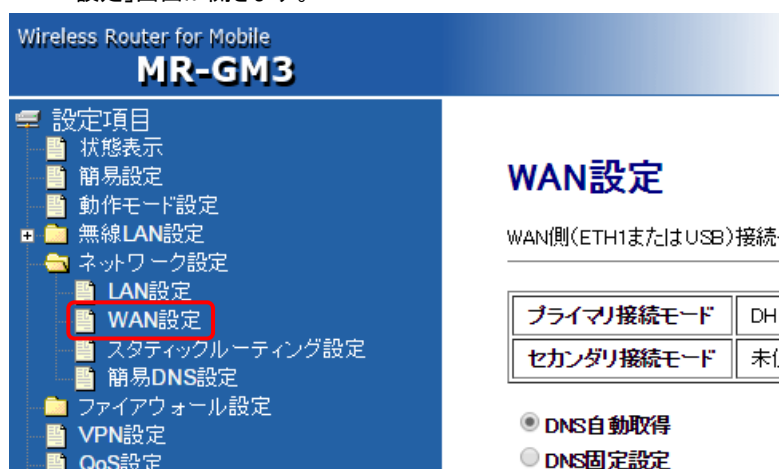 Wireless Router for Mobile
MR-GM3
設定項目
状態表示
簡易設定
動作モード設定
無線LAN設定
ネットワーク設定
LAN設定
WAN設定
スタティックルーティング設定
簡易DNS設定
ファイアウォール設定
VPN設定
QoS設定
WAN設定
WAN側(ETH1またはUSB)接続
プライマリ接続モード DH
セカンダリ接続モード 未
DNS自動取得
DNS固定設定